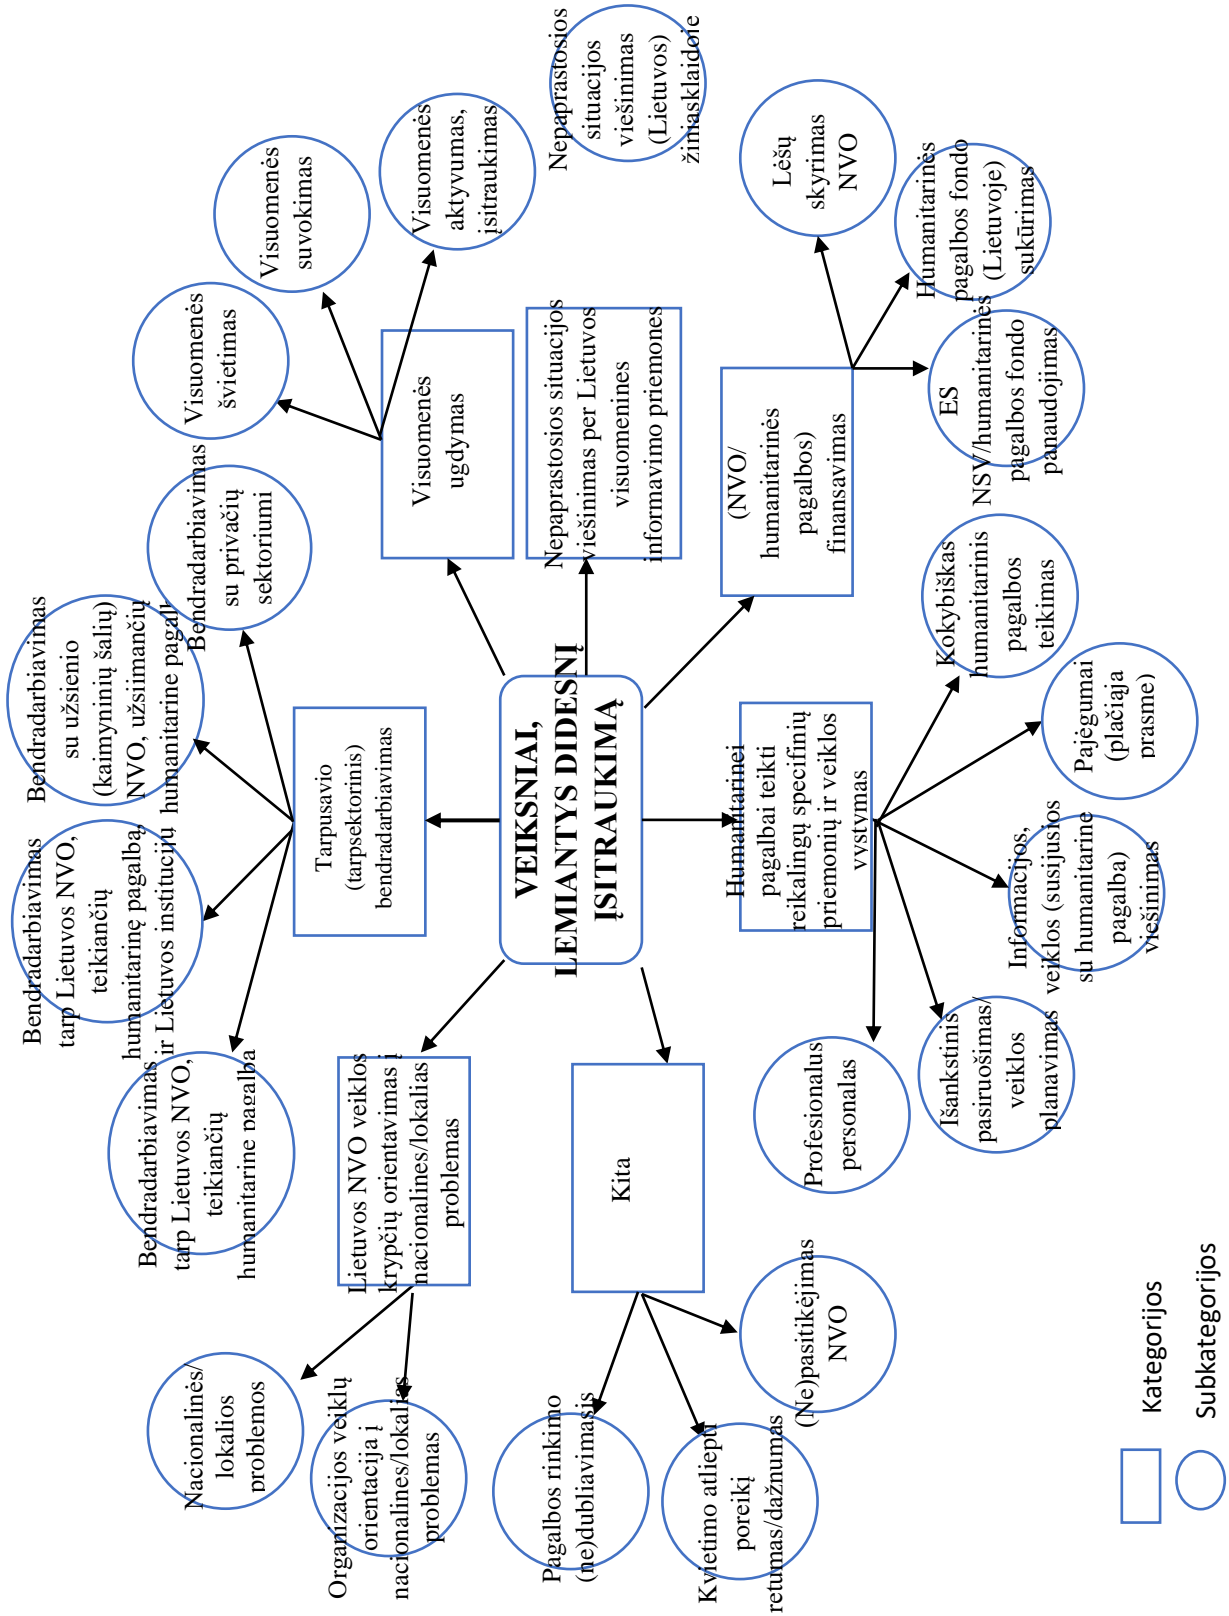 Nacionalinės/
lokalios
problemos
Organizacijos veiklų
orientacija į
nacionalines/lokalias
problemas
Pagalbos rinkimo
(ne)dubliavimasis
Kvietimo atliepti
poreikį
retumas/dažnumas
(Ne)pasitikėjimas
NVO
Lietuvos NVO veiklos
krypčių orientavimas į
nacionalines/lokalias
problemas
Kita
Bendradarbiavimas
tarp Lietuvos NVO,
teikiančių
humanitarinę pagalbą
Bendradarbiavimas
tarp Lietuvos NVO,
teikiančių
humanitarinę pagalbą,
ir Lietuvos institucijų
Bendradarbiavimas
su užsienio
(kaimyninių šalių)
NVO, užsiimančių
humanitarine pagalb
Bendradarbiavimas
su privačių
sektoriumi
Tarpusavio
(tarpsektorinis)
bendradarbiavimas
VEIKSNIAI,
LEMIANTYS DIDESNĮ
ĮSITRAUKIMĄ
Humanitarinei
pagalbai teikti
reikalingų specifinių
priemonių ir veiklos
vystymas
Profesionalus
personalas
Išankstinis
pasiruošimas/
veiklos
planavimas
Informacijos,
veiklos (susijusios
su humanitarine
pagalba)
viešinimas
Pajėgumai
(plačiąja
prasme)
Kokybiškas
humanitarinis
pagalbos
teikimas
Visuomenės
švietimas
Visuomenės
suvokimas
Visuomenės
aktyvumas,
įsitraukimas
Visuomenės
ugdymas
Nepaprastosios situacijos
viešinimas per Lietuvos
visuomenines
informavimo priemones
Nepaprastosios
situacijos
viešinimas
(Lietuvos)
žiniasklaidoje
(NVO/
humanitarinės
pagalbos)
finansavimas
Lėšų
skyrimas
NVO
Humanitarinės
pagalbos fondo
(Lietuvoje)
sukūrimas
ES
NSV/humanitarinės
pagalbos fondo
panaudojimas
Kategorijos
Subkategorijos